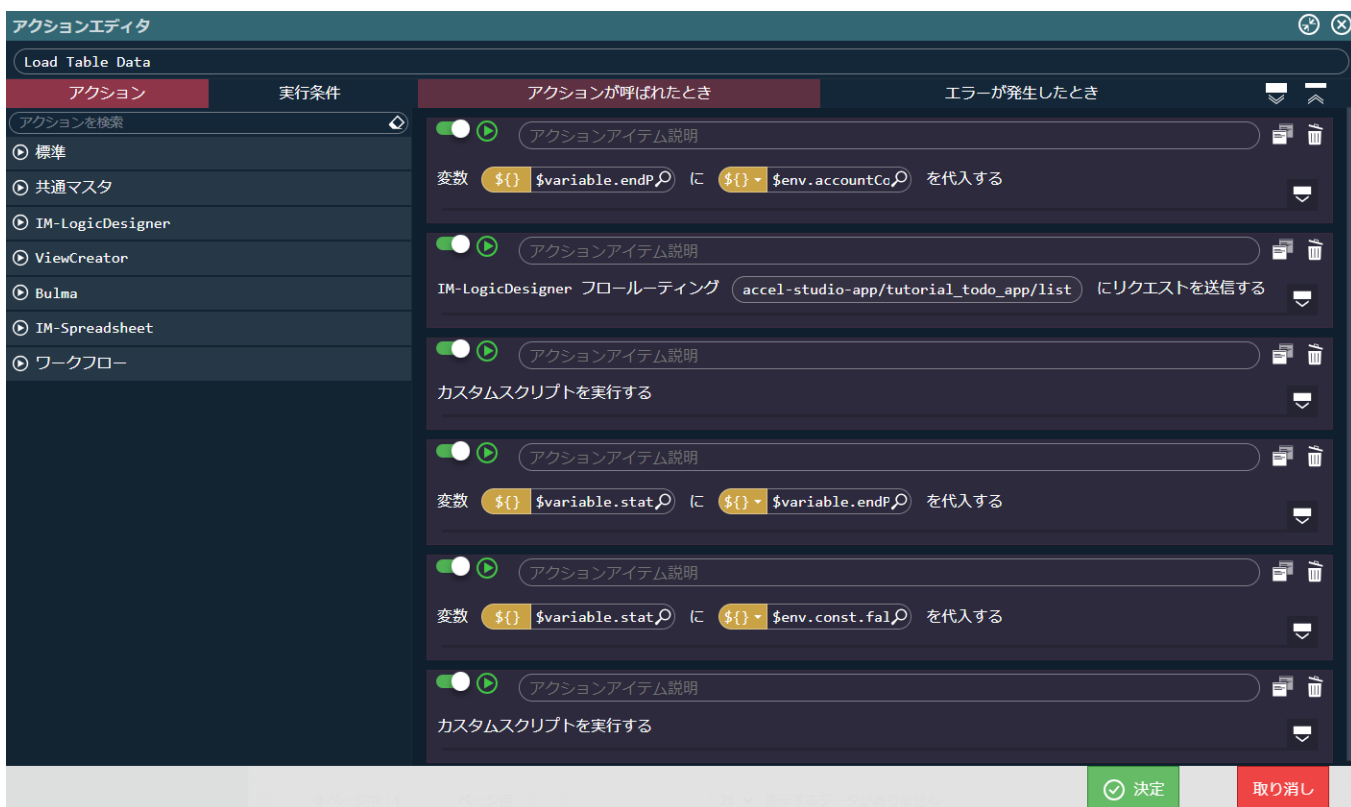 アクションエディタ
Load Table Data
アクション 実行条件 アクションが呼ばれたとき エラーが発生したとき
アクションを検索
標準
共通マスタ
IM-LogicDesigner
ViewCreator
Bulma
IM-Spreadsheet
ワークフロー
アクションアイテム説明
変数 ${} $variable.endP に ${} $env.accountCo を代入する
アクションアイテム説明
IM-LogicDesigner フロールーティング accel-studio-app/tutorial_todo_app/list にリクエストを送信する
アクションアイテム説明
カスタムスクリプトを実行する
アクションアイテム説明
変数 ${} $variable.stat に ${} $variable.endP を代入する
アクションアイテム説明
変数 ${} $variable.stat に ${} $env.const.fal を代入する
アクションアイテム説明
カスタムスクリプトを実行する
決定 取り消し